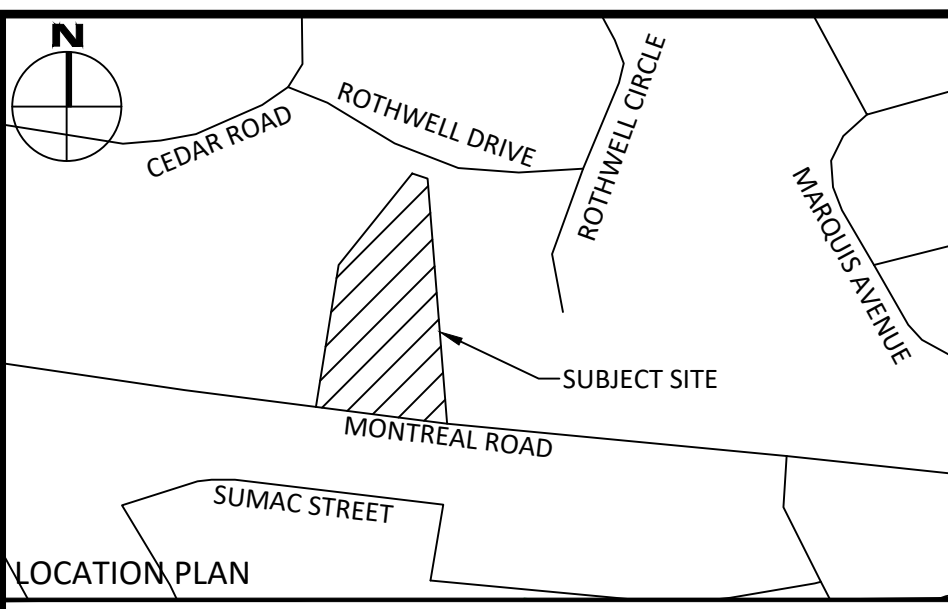 N
CEDAR ROAD
ROTHWELL DRIVE
ROTHWELL CIRCLE
MARQUIS AVENUE
SUBJECT SITE
MONTREAL ROAD
SUMAC STREET
LOCATION PLAN